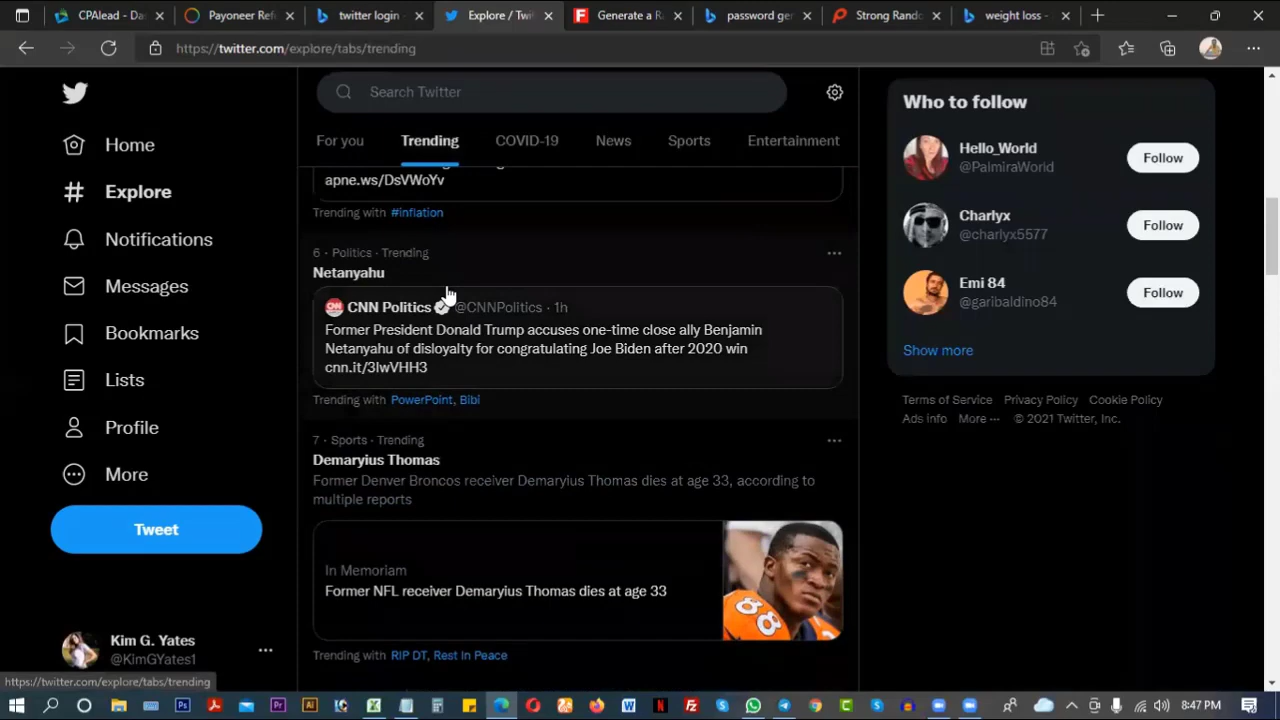 CPAlead - Das
Payoneer Ref
twitter login -
Explore / Twi
Generate a Ra
password gen
Strong Rando
weight loss -
https://twitter.com/explore/tabs/trending
Search Twitter
For you
Trending
COVID-19
News
Sports
Entertainment
Home
Explore
Notifications
Messages
Bookmarks
Lists
Profile
More
Tweet
Kim G. Yates
@KimGYates1
apne.ws/DsVWoYv
Trending with #inflation
6 · Politics · Trending
Netanyahu
CNN Politics @CNNPolitics · 1h
Former President Donald Trump accuses one-time close ally Benjamin
Netanyahu of disloyalty for congratulating Joe Biden after 2020 win
cnn.it/3lwVHH3
Trending with PowerPoint, Bibi
7 · Sports · Trending
Demaryius Thomas
Former Denver Broncos receiver Demaryius Thomas dies at age 33, according to
multiple reports
In Memoriam
Former NFL receiver Demaryius Thomas dies at age 33
88
Trending with RIP DT, Rest In Peace
Who to follow
Hello_World
@PalmiraWorld
Follow
Charlyx
@charlyx5577
Follow
Emi 84
@garibaldino84
Follow
Show more
Terms of Service Privacy Policy Cookie Policy
Ads info More ··· © 2021 Twitter, Inc.
https://twitter.com/explore/tabs/trending
8:47 PM